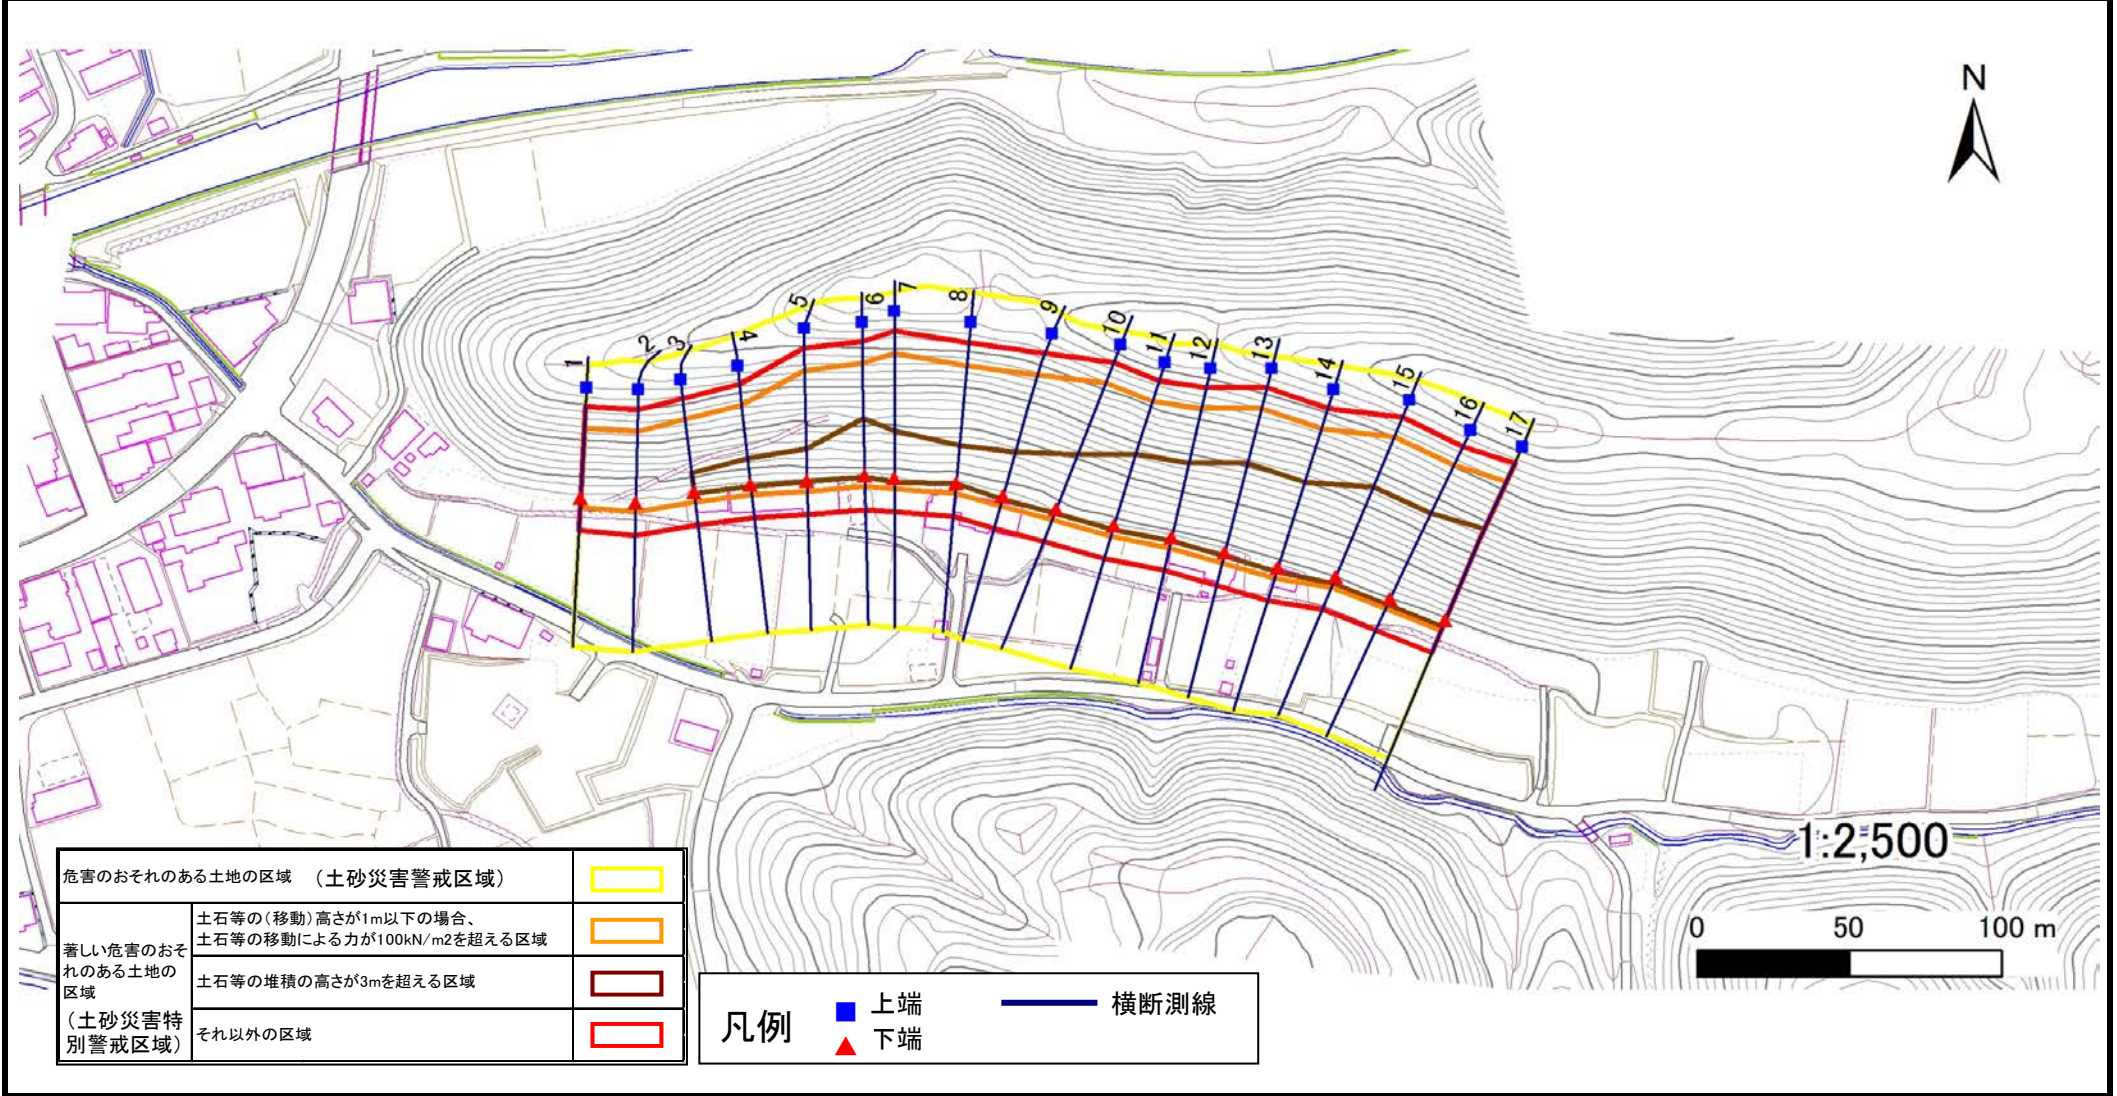 N
1
2
3
4
5
6
7
8
9
10
11
12
13
14
15
16
17
1:2,500
0 50 100 m
危害のおそれのある土地の区域 (土砂災害警戒区域)
著しい危害のおそ
れのある土地の
区域
(土砂災害特
別警戒区域)
土石等の(移動)高さが1m以下の場合、
土石等の移動による力が100kN/m2を超える区域
土石等の堆積の高さが3mを超える区域
それ以外の区域
凡例
上端
下端
横断測線